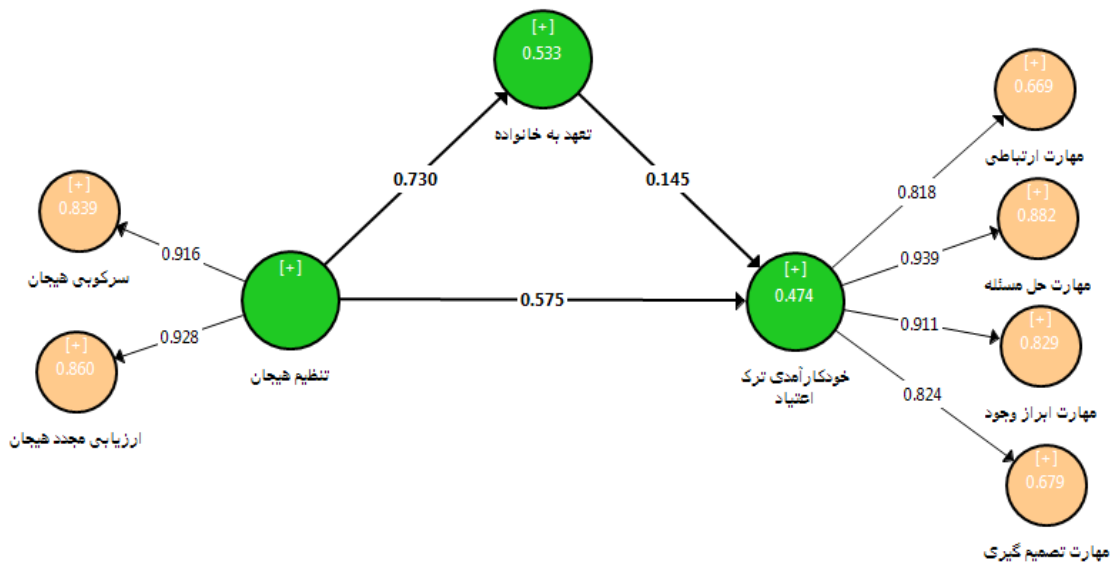 [+]
0.533
تعهد به خانواده
[+]
0.669
مهارت ارتباطی
0.730
0.145
0.818
[+]
0.839
سرکوبی هیجان
0.916
[+]
0.882
مهارت حل مسئله
0.939
[+]
تنظیم هیجان
0.575
[+]
0.474
خودکارآمدی ترک
اعتیاد
0.911
[+]
0.829
مهارت ابراز وجود
0.928
[+]
0.860
ارزیابی مجدد هیجان
0.824
[+]
0.679
مهارت تصمیم گیری